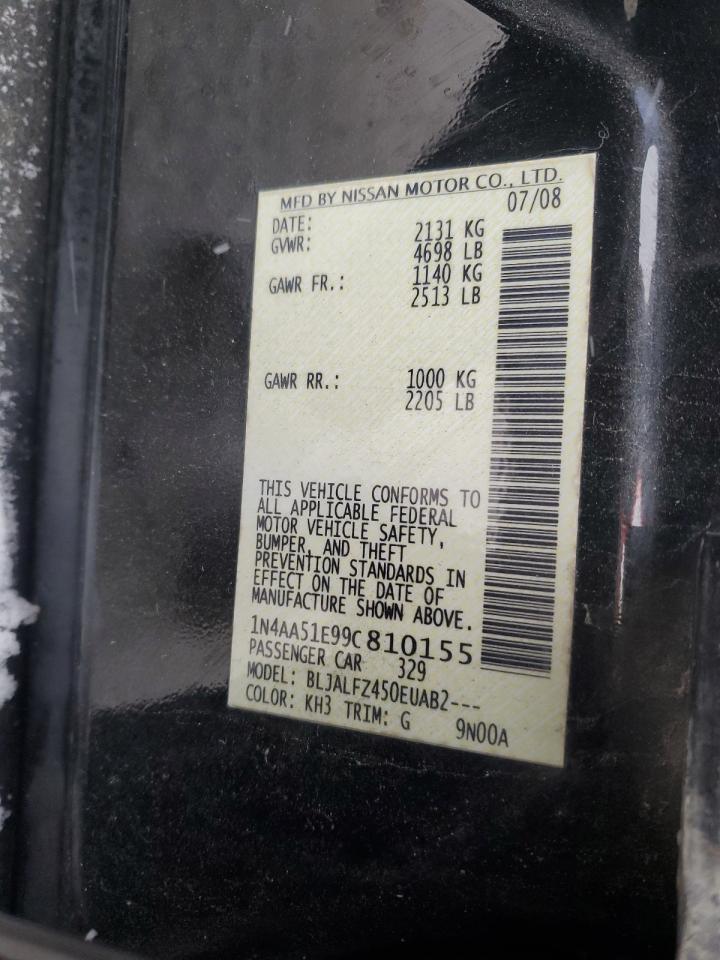 MFD BY NISSAN MOTOR CO., LTD.
DATE: 07/08
GVWR: 2131 KG
4698 LB
GAWR FR.: 1140 KG
2513 LB
GAWR RR.: 1000 KG
2205 LB
THIS VEHICLE CONFORMS TO
ALL APPLICABLE FEDERAL
MOTOR VEHICLE SAFETY,
BUMPER, AND THEFT
PREVENTION STANDARDS IN
EFFECT ON THE DATE OF
MANUFACTURE SHOWN ABOVE.
1N4AA51E99C810155
PASSENGER CAR 329
MODEL: BLJALFZ450EUAB2---
COLOR: KH3 TRIM: G 9N00A